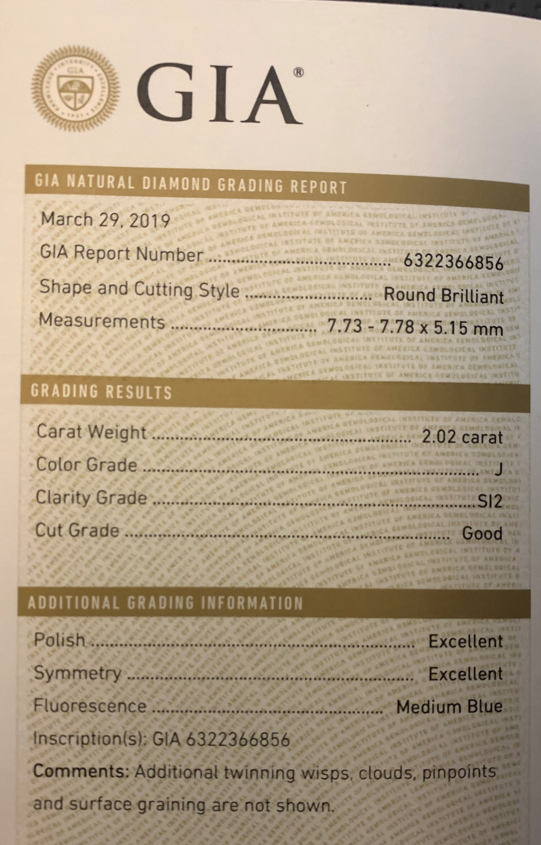 GIA®
GIA NATURAL DIAMOND GRADING REPORT
March 29, 2019
GIA Report Number .................................... 6322366856
Shape and Cutting Style ......................... Round Brilliant
Measurements ............................. 7.73 - 7.78 x 5.15 mm
GRADING RESULTS
Carat Weight .................................................... 2.02 carat
Color Grade ........................................................................ J
Clarity Grade ................................................................ SI2
Cut Grade ................................................................ Good
ADDITIONAL GRADING INFORMATION
Polish ................................................................ Excellent
Symmetry ......................................................... Excellent
Fluorescence .............................................. Medium Blue
Inscription(s): GIA 6322366856
Comments: Additional twinning wisps, clouds, pinpoints
and surface graining are not shown.